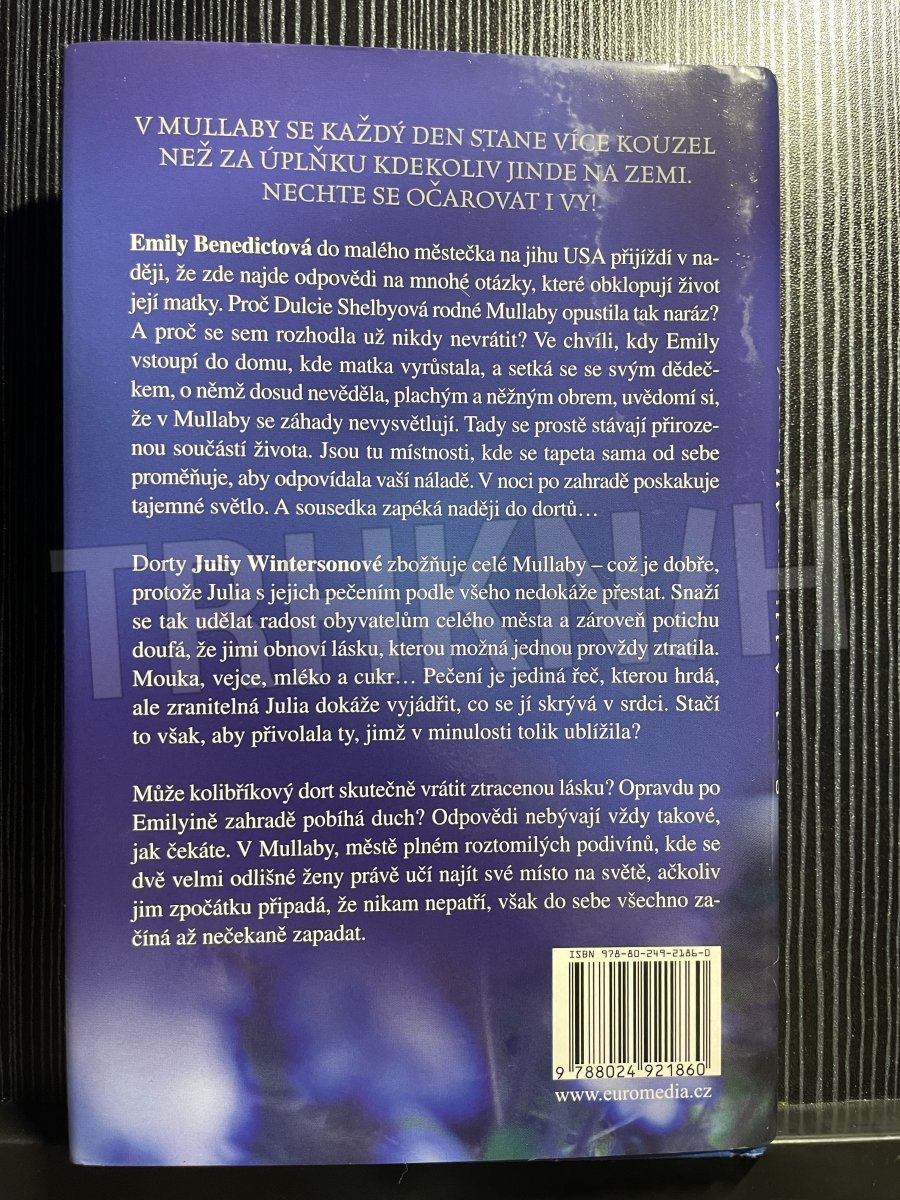 V MULLABY SE KAŽDÝ DEN STANE VÍCE KOUZEL
NEŽ ZA ÚPLŇKU KDEKOLIV JINDE NA ZEMI.
NECHTE SE OČAROVAT I VY!
Emily Benedictová do malého městečka na jihu USA přijíždí v na-
ději, že zde najde odpovědi na mnohé otázky, které obklopují život
její matky. Proč Dulcie Shelbyová rodné Mullaby opustila tak naráz?
A proč se sem rozhodla už nikdy nevrátit? Ve chvíli, kdy Emily
vstoupí do domu, kde matka vyrůstala, a setká se se svým dědeč-
kem, o němž dosud nevěděla, plachým a něžným obrem, uvědomí si,
že v Mullaby se záhady nevysvětlují. Tady se prostě stávají přiroze-
nou součástí života. Jsou tu místnosti, kde se tapeta sama od sebe
proměňuje, aby odpovídala vaší náladě. V noci po zahradě poskakuje
tajemné světlo. A sousedka zapéká naději do dortů…
Dorty Juliy Wintersonové zbožňuje celé Mullaby – což je dobře,
protože Julia s jejich pečením podle všeho nedokáže přestat. Snaží
se tak udělat radost obyvatelům celého města a zároveň potichu
doufá, že jimi obnoví lásku, kterou možná jednou provždy ztratila.
Mouka, vejce, mléko a cukr… Pečení je jediná řeč, kterou hrdá,
ale zranitelná Julia dokáže vyjádřit, co se jí skrývá v srdci. Stačí
to však, aby přivolala ty, jimž v minulosti tolik ublížila?
Může kolibříkový dort skutečně vrátit ztracenou lásku? Opravdu po
Emilyině zahradě pobíhá duch? Odpovědi nebývají vždy takové,
jak čekáte. V Mullaby, městě plném roztomilých podivínů, kde se
dvě velmi odlišné ženy právě učí najít své místo na světě, ačkoliv
jim zpočátku připadá, že nikam nepatří, však do sebe všechno za-
číná až nečekaně zapadat.
ISBN 978-80-249-2186-0
9 788024 921860
www.euromedia.cz